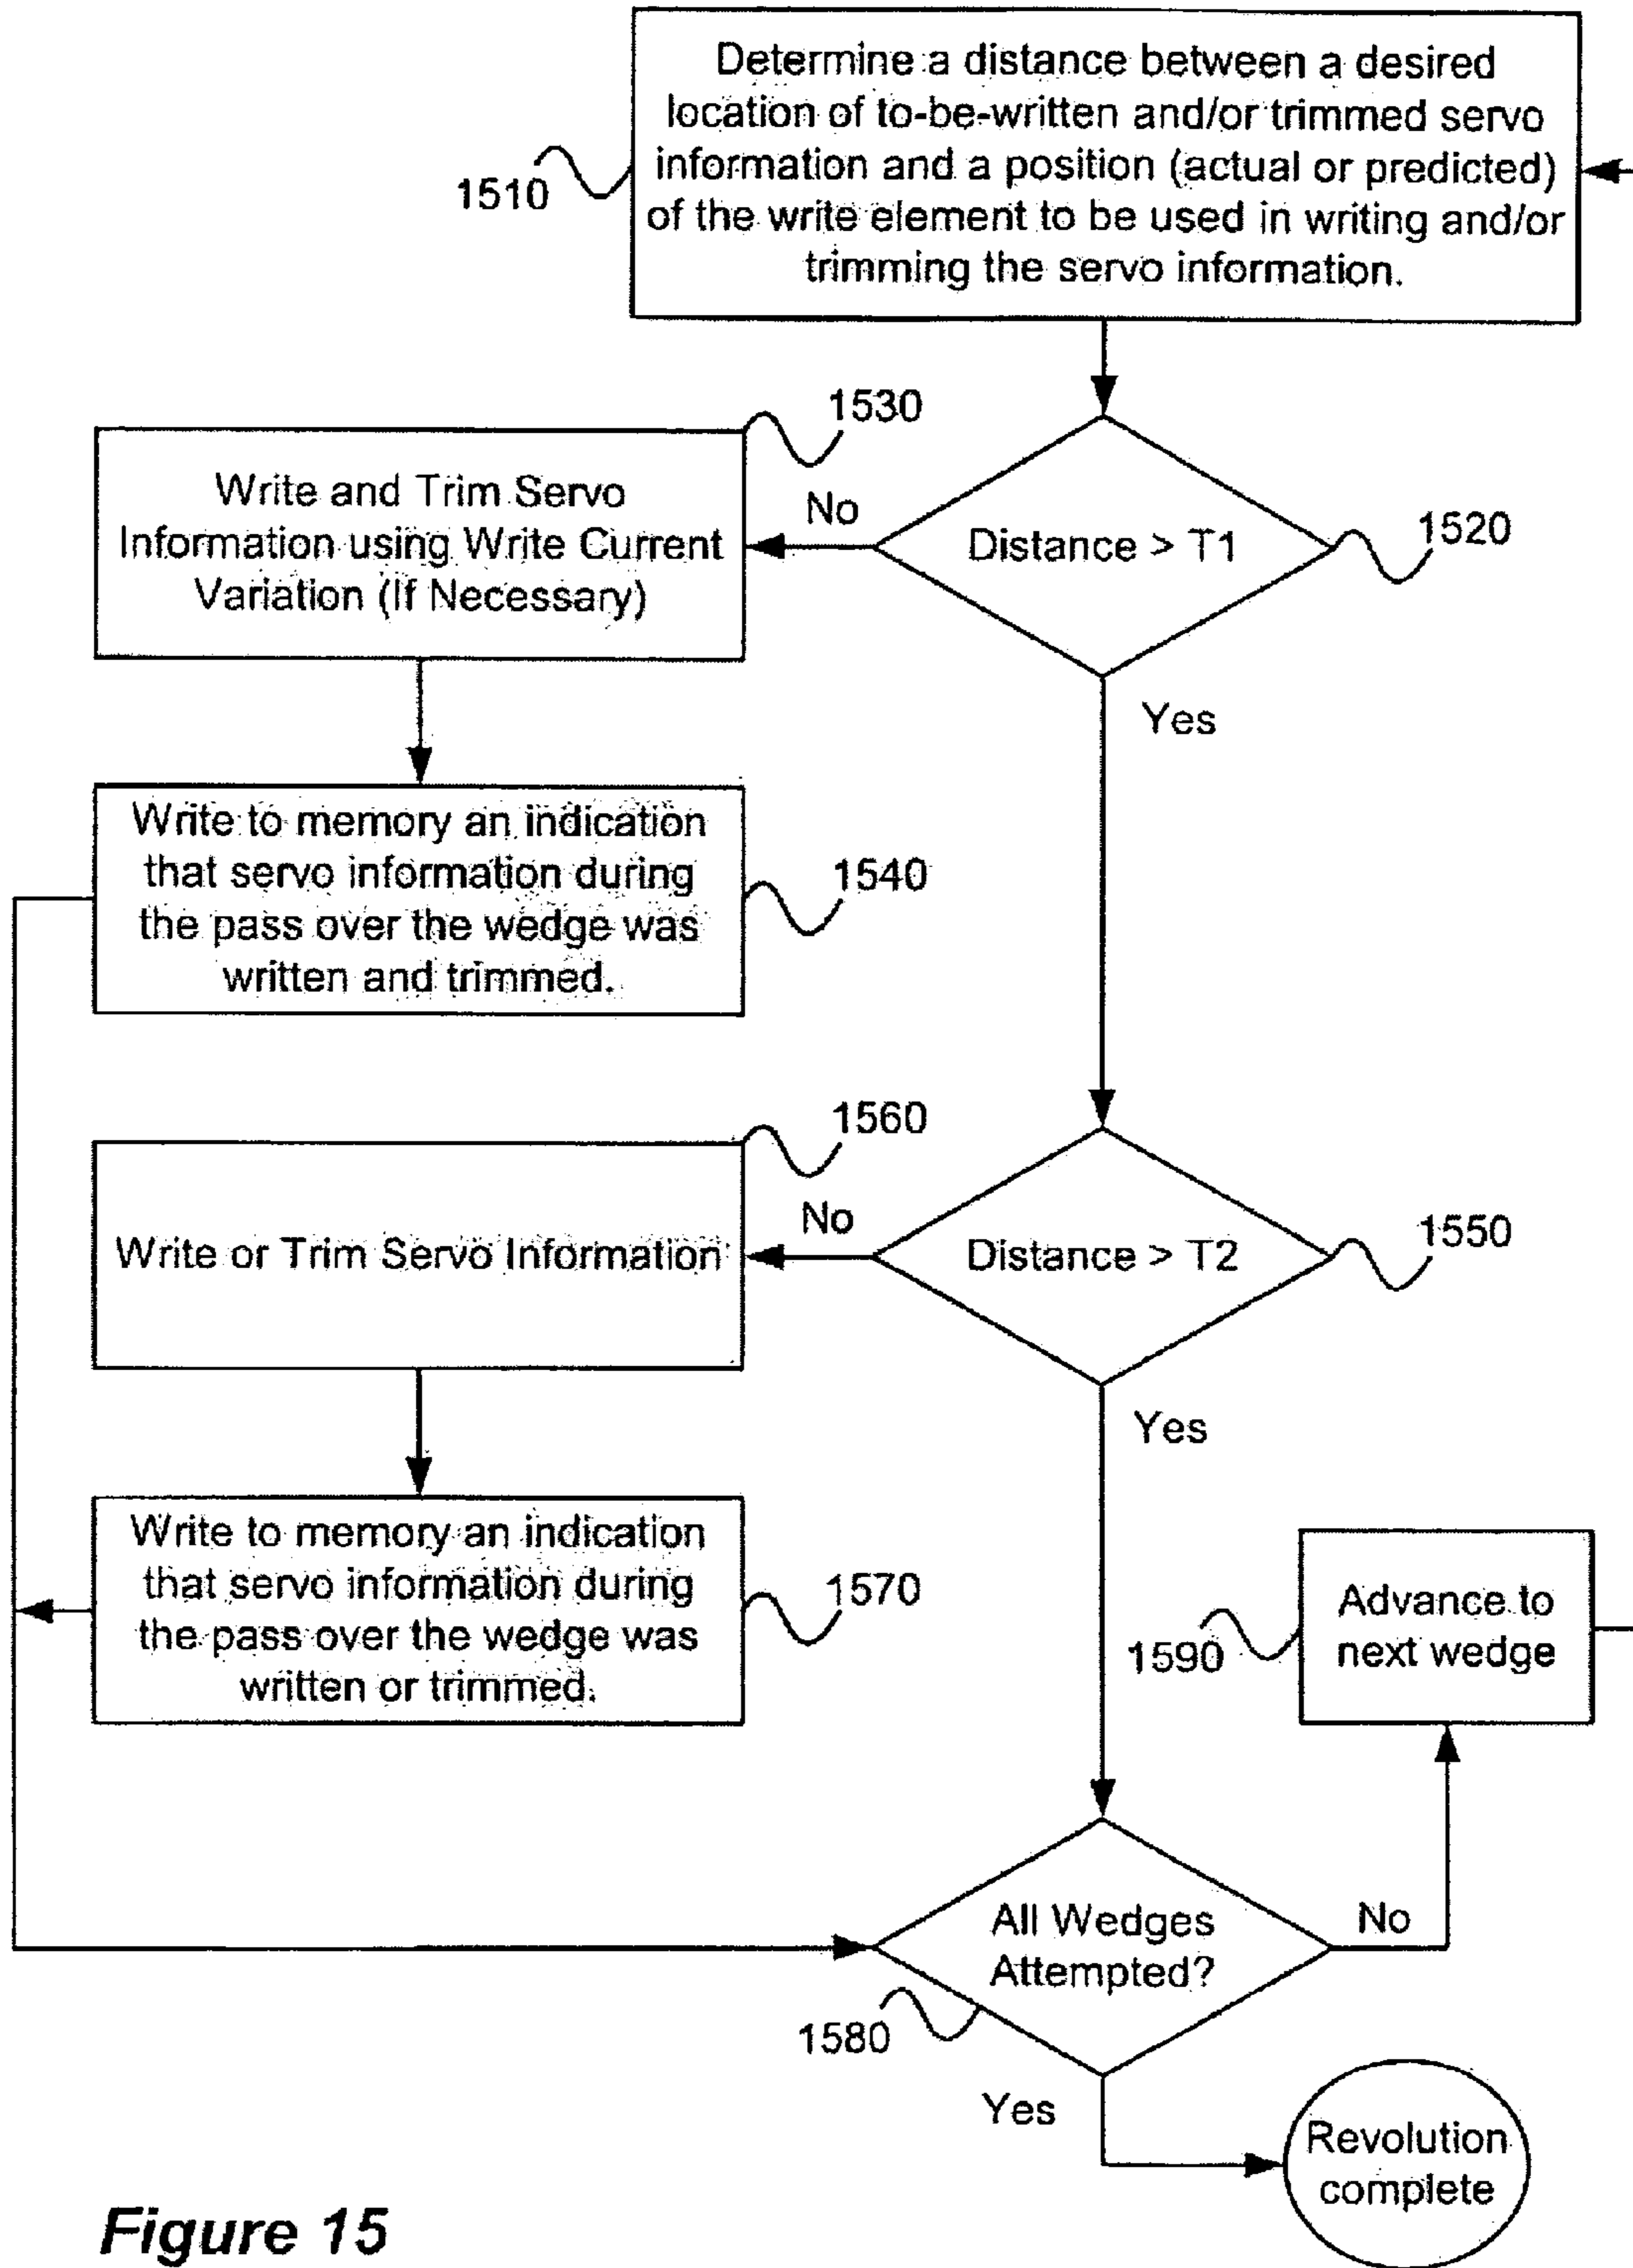 Determine a distance between a desired
location of to-be-written and/or trimmed servo
information and a position (actual or predicted)
of the write element to be used in writing and/or
trimming the servo information.
1510
1530
Write and Trim Servo
Information using Write Current
Variation (If Necessary)
No
Distance > T1
1520
Yes
Write to memory an indication
that servo information during
the pass over the wedge was
written and trimmed.
1540
1560
Write or Trim Servo Information
No
Distance > T2
1550
Yes
Write to memory an indication
that servo information during
the pass over the wedge was
written or trimmed.
1570
Advance to
next wedge
1590
All Wedges
Attempted?
No
1580
Yes
Revolution
complete
Figure 15